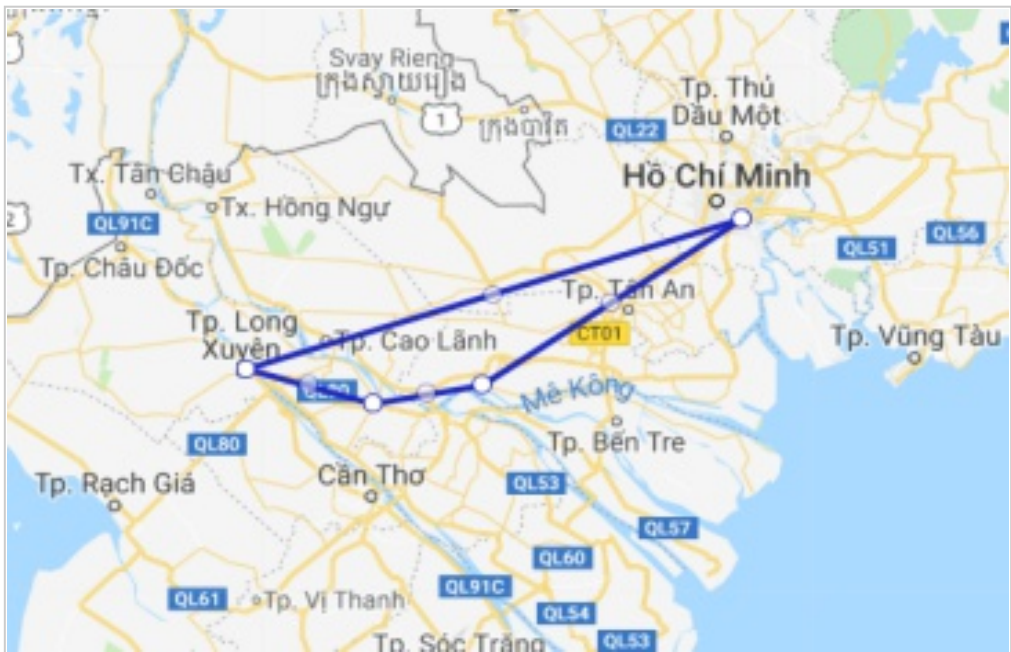 Svay Rieng
ក្រុងស្វាយរៀង
1
ក្រុងបាវិត
QL22
Tp. Thủ
Dầu Một
Hồ Chí Minh
Tx. Tân Châu
Tx. Hồng Ngự
2
QL91C
Tp. Châu Đốc
QL51
QL56
Tp. Long
Xuyên
Tp. Cao Lãnh
Tp. Tân An
CT01
Tp. Vũng Tàu
Mê Kông
QL80
Tp. Bến Tre
Tp. Rạch Giá
Cần Thơ
QL53
QL57
QL60
QL61
Tp. Vị Thanh
QL91C
QL54
Tp. Sóc Trăng
QL53